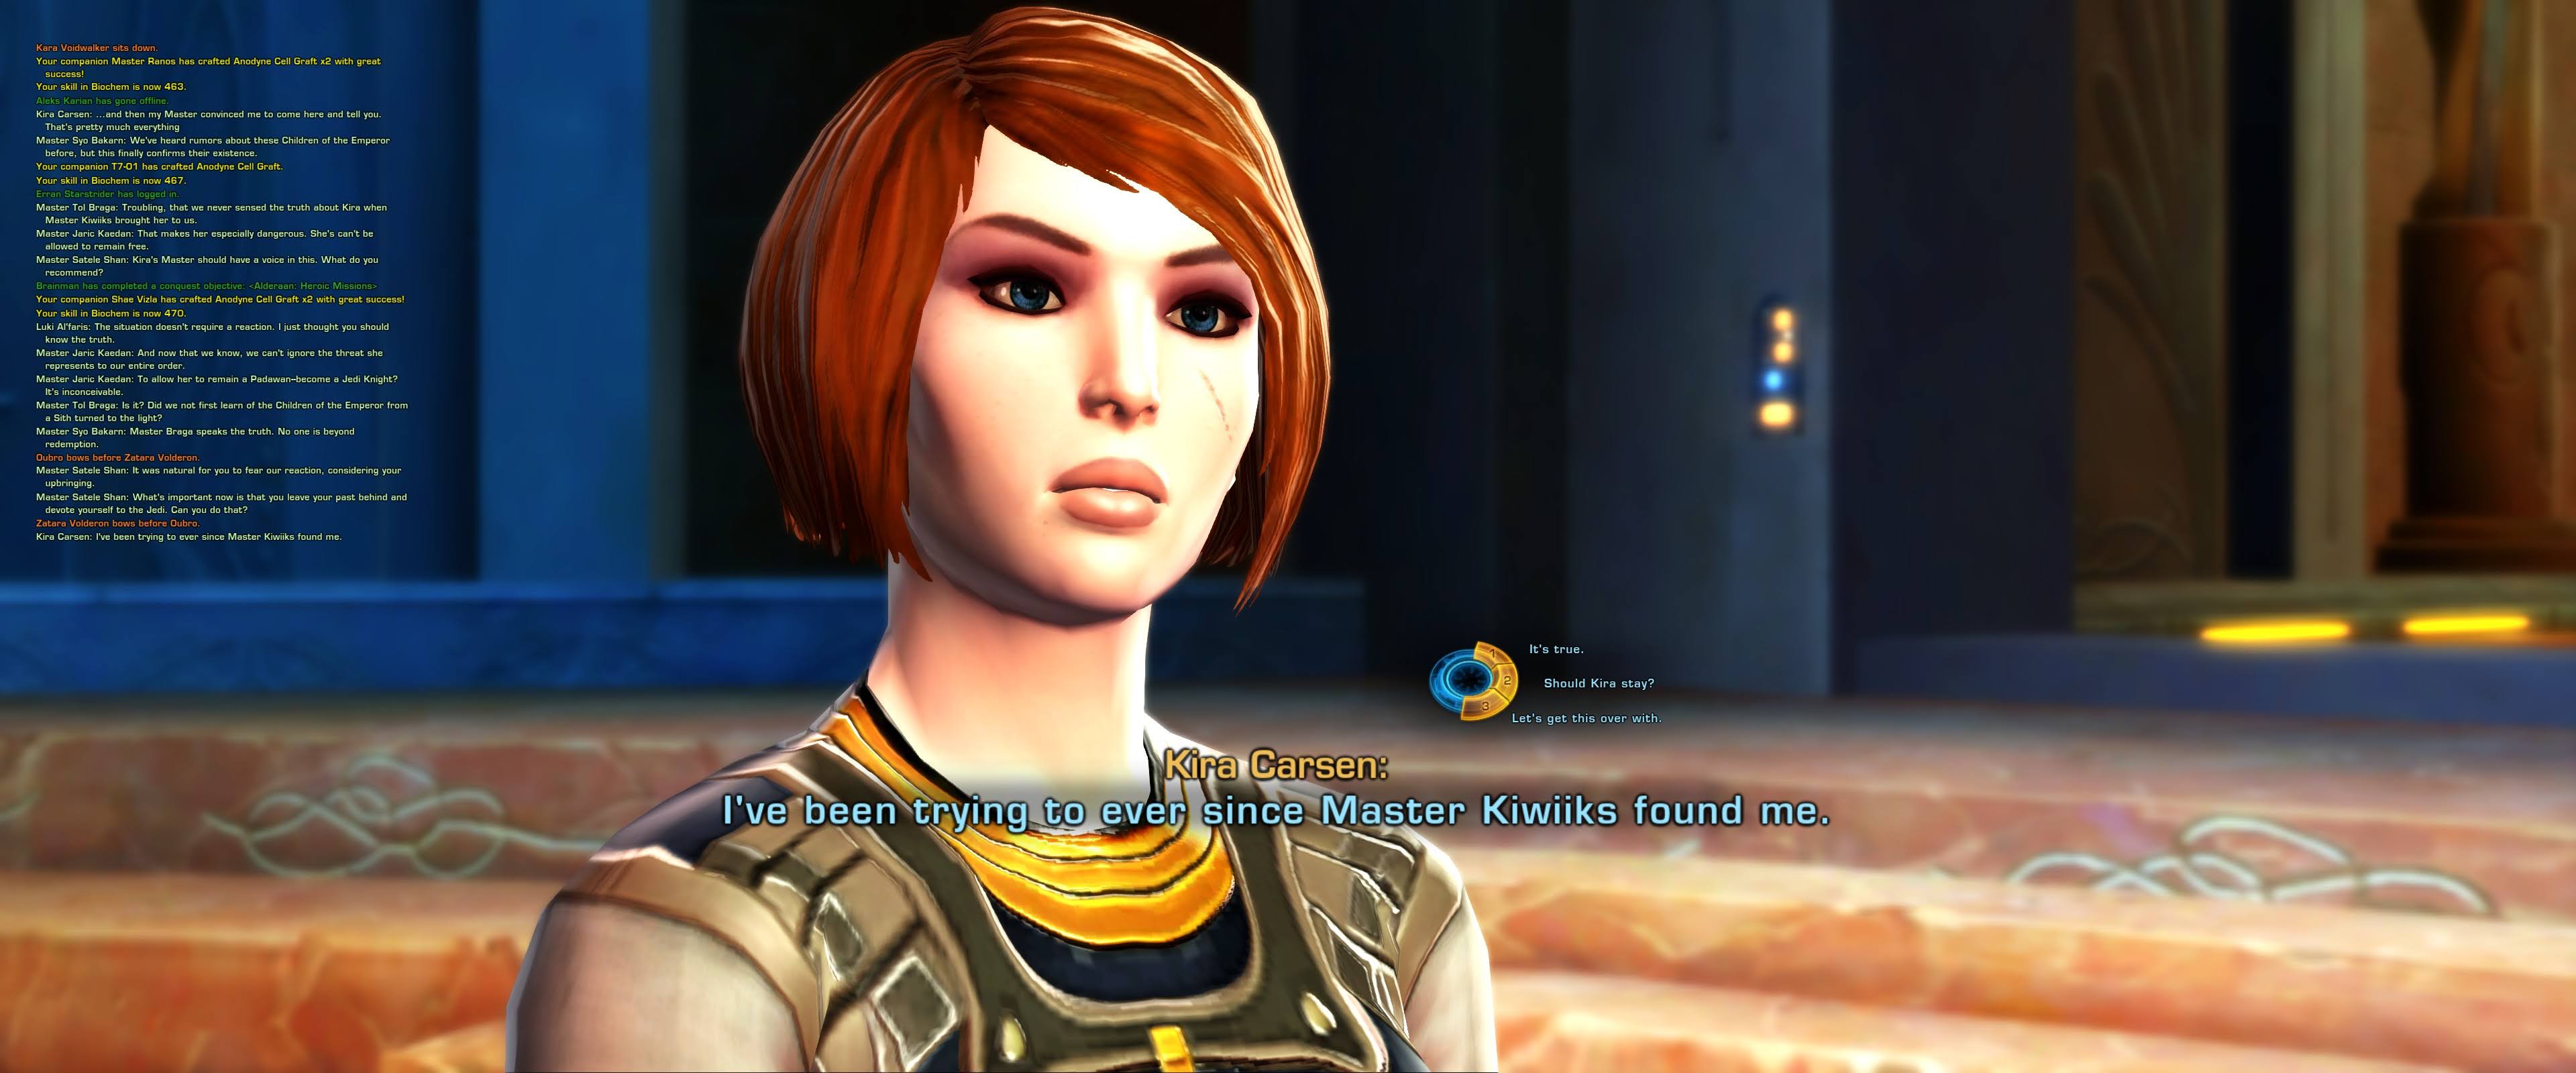 Kara Voidwalker sits down.
Your companion Master Ranos has crafted Anodyne Cell Graft x2 with great
success!
Your skill in Biochem is now 463.
Aleks Karian has gone offline.
Kira Carsen: ...and then my Master convinced me to come here and tell you.
That's pretty much everything
Master Syo Bakarn: We've heard rumors about these Children of the Emperor
before, but this finally confirms their existence.
Your companion T7-01 has crafted Anodyne Cell Graft.
Your skill in Biochem is now 467.
Erran Starstrider has logged in.
Master Tol Braga: Troubling, that we never sensed the truth about Kira when
Master Kiwiiks brought her to us.
Master Jaric Kaedan: That makes her especially dangerous. She's can't be
allowed to remain free.
Master Satele Shan: Kira's Master should have a voice in this. What do you
recommend?
Brainman has completed a conquest objective: <Alderaan: Heroic Missions>
Your companion Shae Vizla has crafted Anodyne Cell Graft x2 with great success!
Your skill in Biochem is now 470.
Luki Al'faris: The situation doesn't require a reaction. I just thought you should
know the truth.
Master Jaric Kaedan: And now that we know, we can't ignore the threat she
represents to our entire order.
Master Jaric Kaedan: To allow her to remain a Padawan—become a Jedi Knight?
It's inconceivable.
Master Tol Braga: Is it? Did we not first learn of the Children of the Emperor from
a Sith turned to the light?
Master Syo Bakarn: Master Braga speaks the truth. No one is beyond
redemption.
Oubro bows before Zatara Volderon.
Master Satele Shan: It was natural for you to fear our reaction, considering your
upbringing.
Master Satele Shan: What's important now is that you leave your past behind and
devote yourself to the Jedi. Can you do that?
Zatara Volderon bows before Oubro.
Kira Carsen: I've been trying to ever since Master Kiwiiks found me.
1 It's true.
2 Should Kira stay?
3 Let's get this over with.
Kira Carsen:
I've been trying to ever since Master Kiwiiks found me.